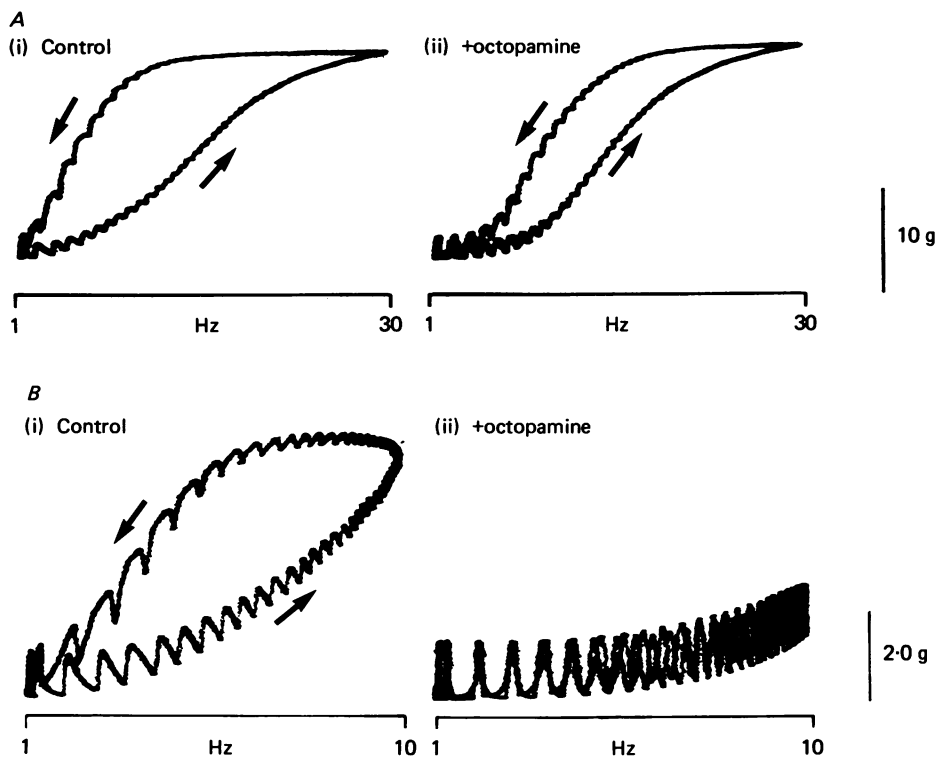 A
(i) Control
(ii) +octopamine
10 g
1 Hz 30
1 Hz 30
B
(i) Control
(ii) +octopamine
2·0 g
1 Hz 10
1 Hz 10